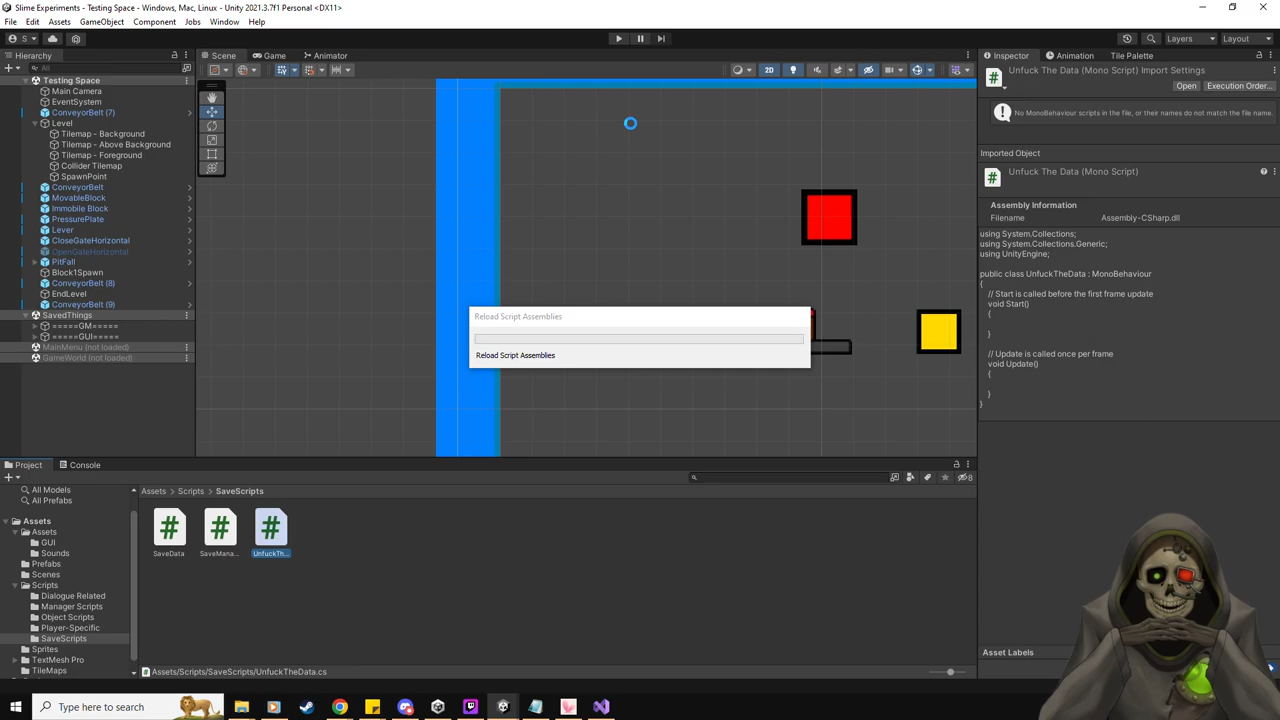 Slime Experiments - Testing Space - Windows, Mac, Linux - Unity 2021.3.7f1 Personal <DX11>
File Edit Assets GameObject Component Jobs Window Help
S
Layers
Layout
Hierarchy
Scene
Game
Animator
Inspector
Animation
Tile Palette
All
2D
Testing Space
Main Camera
EventSystem
ConveyorBelt (7)
Level
Tilemap - Background
Tilemap - Above Background
Tilemap - Foreground
Collider Tilemap
SpawnPoint
ConveyorBelt
MovableBlock
Immobile Block
PressurePlate
Lever
CloseGateHorizontal
OpenGateHorizontal
PitFall
Block1Spawn
ConveyorBelt (8)
EndLevel
ConveyorBelt (9)
SavedThings
=====GM=====
=====GUI=====
MainMenu (not loaded)
GameWorld (not loaded)
Reload Script Assemblies
Reload Script Assemblies
Unfuck The Data (Mono Script) Import Settings
Open
Execution Order...
No MonoBehaviour scripts in the file, or their names do not match the file name.
Imported Object
Unfuck The Data (Mono Script)
Assembly Information
Filename Assembly-CSharp.dll
using System.Collections;
using System.Collections.Generic;
using UnityEngine;
public class UnfuckTheData : MonoBehaviour
{
// Start is called before the first frame update
void Start()
{
}
// Update is called once per frame
void Update()
{
}
}
Asset Labels
Project
Console
8
All Models
All Prefabs
Assets
Assets
GUI
Sounds
Prefabs
Scenes
Scripts
Dialogue Related
Manager Scripts
Object Scripts
Player-Specific
SaveScripts
Sprites
TextMesh Pro
TileMaps
Assets > Scripts > SaveScripts
SaveData
SaveMana...
UnfuckTh...
Assets/Scripts/SaveScripts/UnfuckTheData.cs
Type here to search